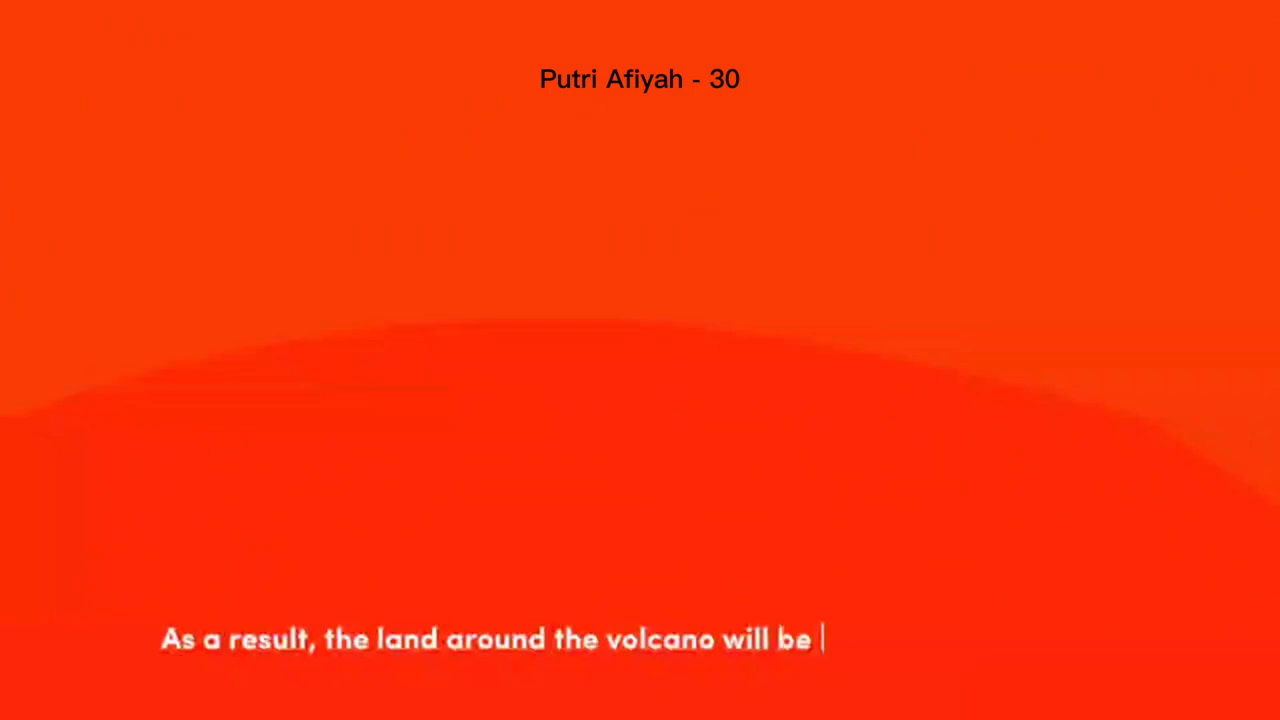 Putri Afiyah - 30
As a result, the land around the volcano will be